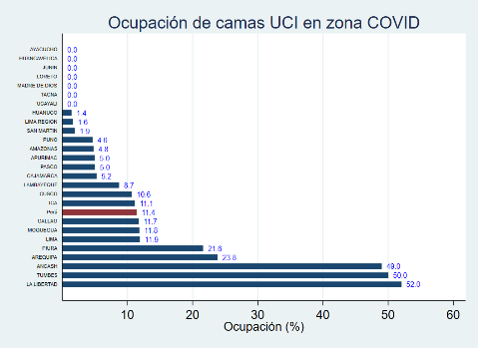 Ocupación de camas UCI en zona COVID
AYACUCHO 0.0
HUANCAVELICA 0.0
JUNIN 0.0
LORETO 0.0
MADRE DE DIOS 0.0
TACNA 0.0
UCAYALI 0.0
HUANUCO 1.4
LIMA REGION 1.6
SAN MARTIN 1.9
PUNO 4.6
AMAZONAS 4.8
APURIMAC 5.0
PASCO 5.0
CAJAMARCA 5.2
LAMBAYEQUE 8.7
CUSCO 10.6
ICA 11.1
Perú 11.4
CALLAO 11.7
MOQUEGUA 11.8
LIMA 11.9
PIURA 21.6
AREQUIPA 23.8
ANCASH 49.0
TUMBES 50.0
LA LIBERTAD 52.0
10 20 30 40 50 60
Ocupación (%)